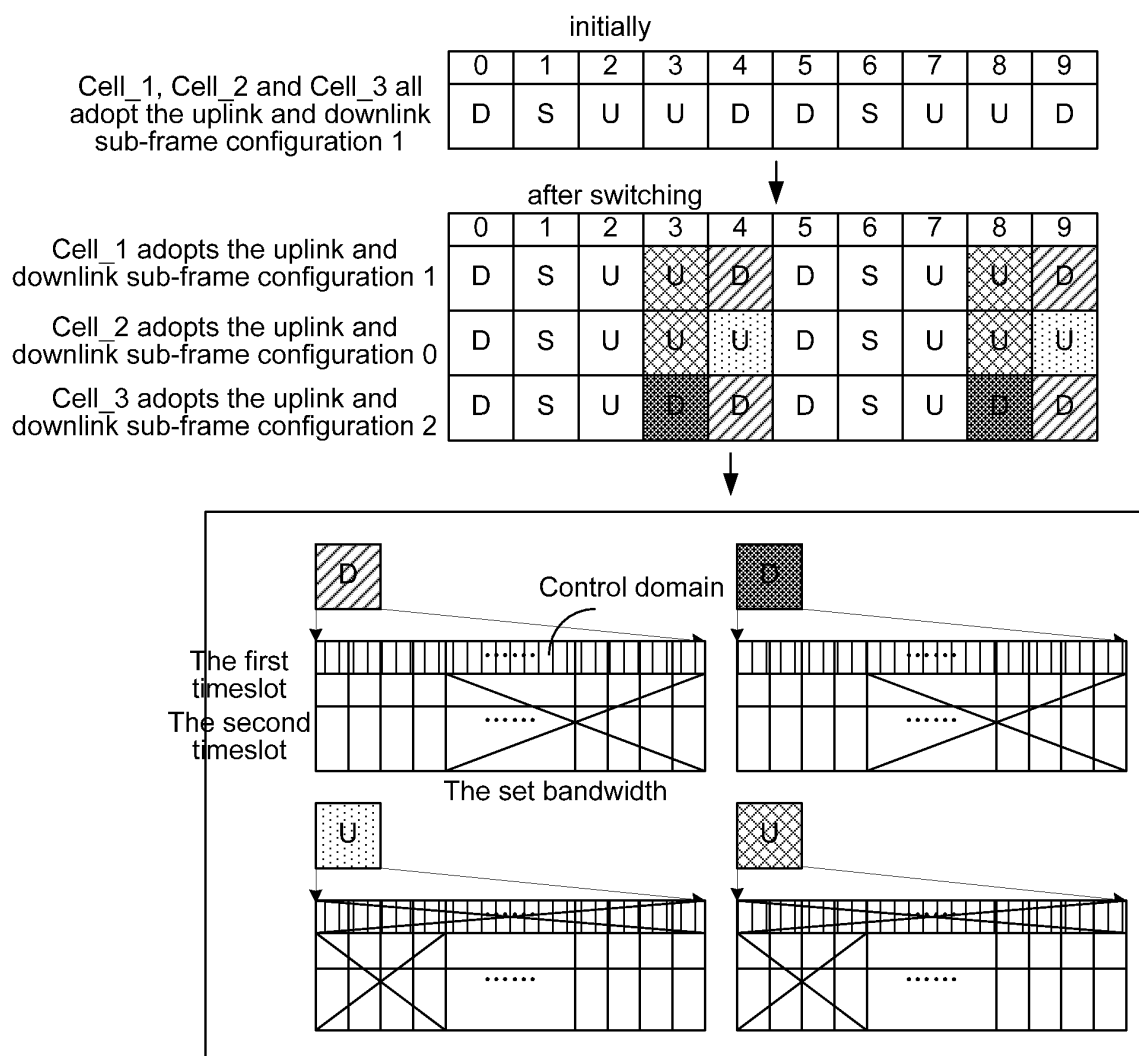 initially
0 1 2 3 4 5 6 7 8 9
Cell_1, Cell_2 and Cell_3 all
adopt the uplink and downlink
sub-frame configuration 1
D S U U D D S U U D
after switching
0 1 2 3 4 5 6 7 8 9
Cell_1 adopts the uplink and
downlink sub-frame configuration 1
D S U U D D S U U D
Cell_2 adopts the uplink and
downlink sub-frame configuration 0
D S U U U D S U U U
Cell_3 adopts the uplink and
downlink sub-frame configuration 2
D S U D D D S U D D
D
D
Control domain
The first
timeslot
......
......
The second
timeslot
......
......
The set bandwidth
U
U
......
......
......
......